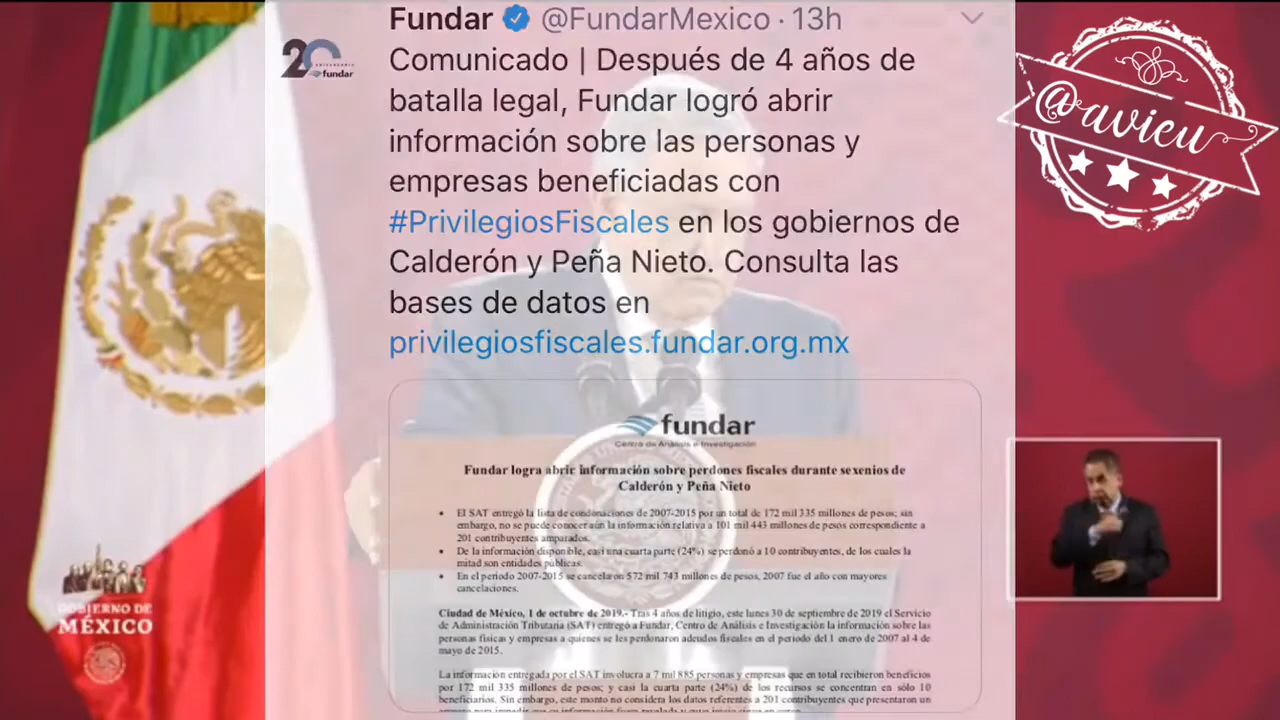 Fundar @FundarMexico · 13h
20 ANIVERSARIO
fundar
Comunicado | Después de 4 años de
batalla legal, Fundar logró abrir
información sobre las personas y
empresas beneficiadas con
#PrivilegiosFiscales en los gobiernos de
Calderón y Peña Nieto. Consulta las
bases de datos en
privilegiosfiscales.fundar.org.mx
@avieu
fundar
Centro de Análisis e Investigación
Fundar logra abrir información sobre perdones fiscales durante sexenios de
Calderón y Peña Nieto
• El SAT entregó la lista de condonaciones de 2007-2015 por un total de 172 mil 335 millones de pesos; sin
embargo, no se puede conocer aún la información relativa a 101 mil 443 millones de pesos correspondiente a
201 contribuyentes amparados.
• De la información disponible, casi una cuarta parte (24%) se perdonó a 10 contribuyentes, de los cuales la
mitad son entidades públicas.
• En el periodo 2007-2015 se cancelaron 572 mil 743 millones de pesos, 2007 fue el año con mayores
cancelaciones.
Ciudad de México, 1 de octubre de 2019.- Tras 4 años de litigio, este lunes 30 de septiembre de 2019 el Servicio
de Administración Tributaria (SAT) entregó a Fundar, Centro de Análisis e Investigación la información sobre las
personas físicas y empresas a quienes se les perdonaron adeudos fiscales en el periodo del 1 enero de 2007 al 4 de
mayo de 2015.
La información entregada por el SAT involucra a 7 mil 885 personas y empresas que en total recibieron beneficios
por 172 mil 335 millones de pesos; y casi la cuarta parte (24%) de los recursos se concentran en sólo 10
beneficiarios. Sin embargo, este monto no considera los datos referentes a 201 contribuyentes que presentaron un
GOBIERNO DE
MÉXICO